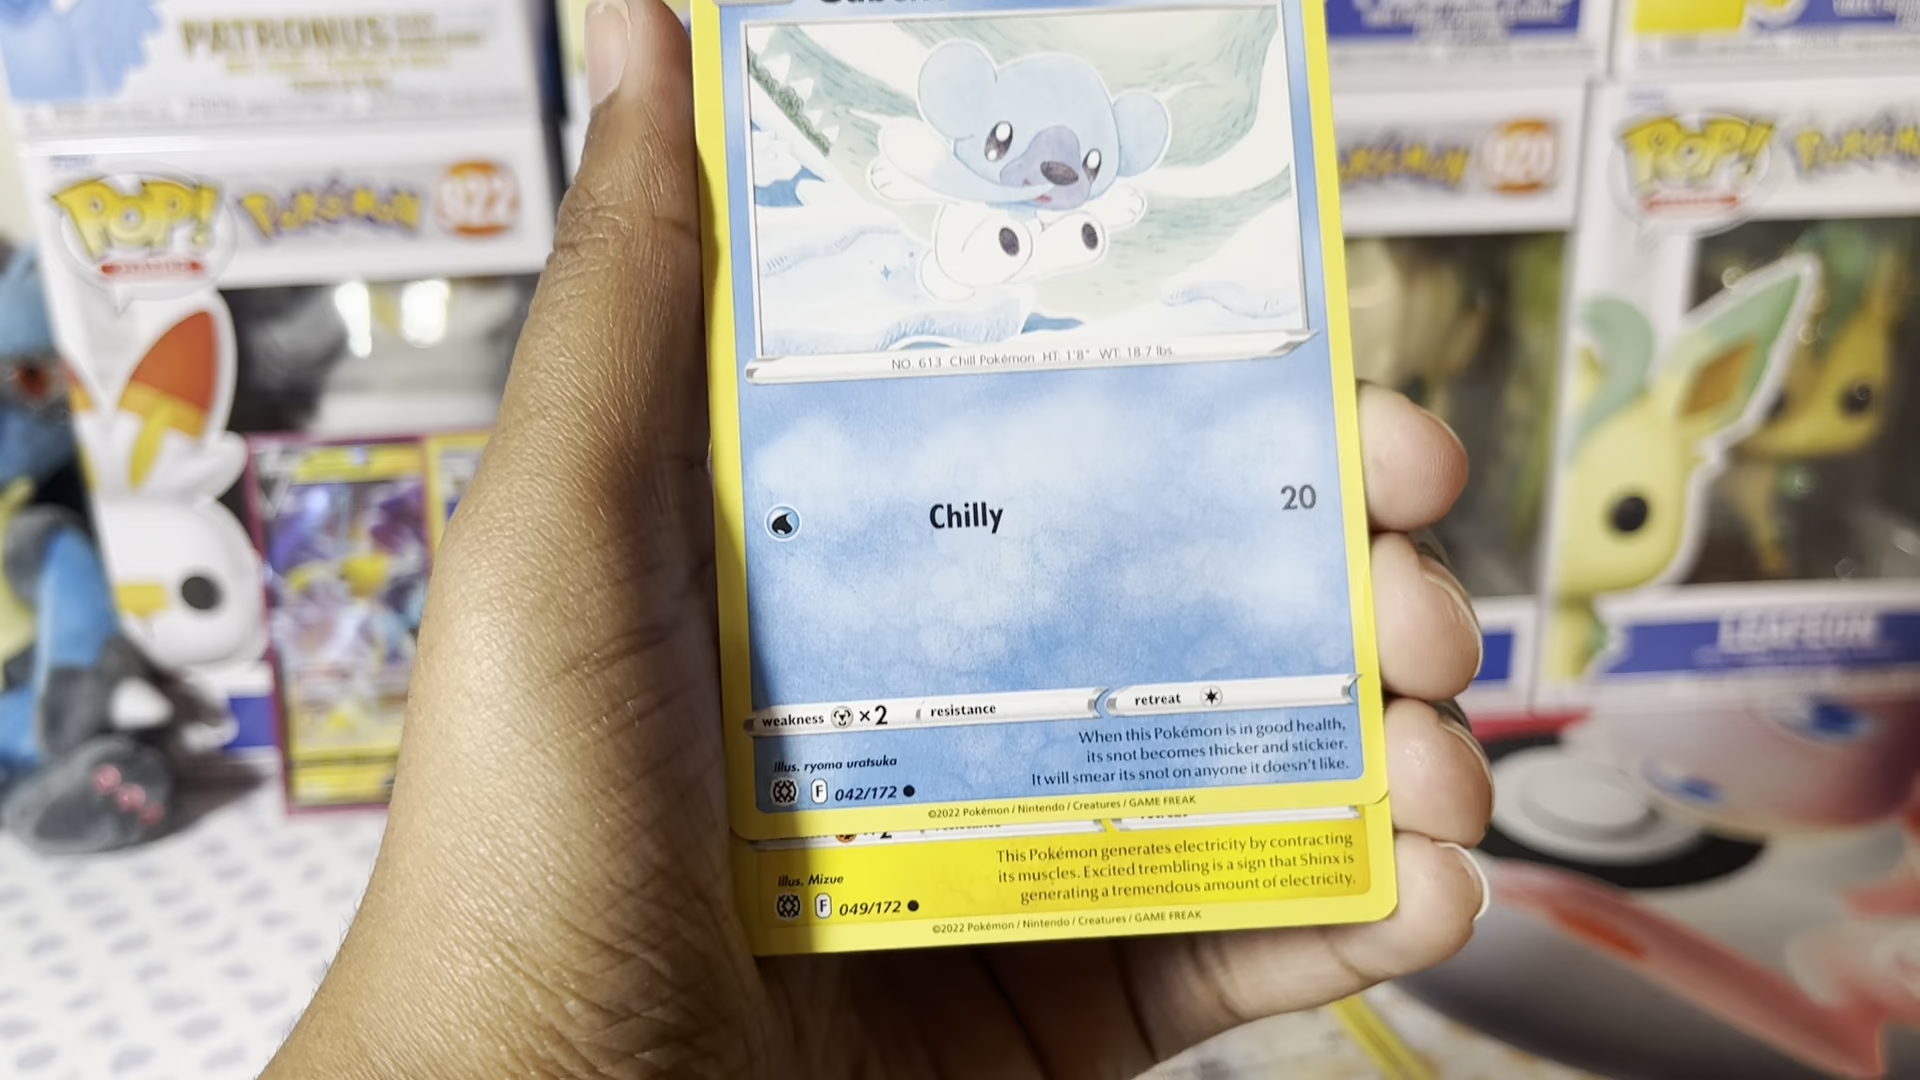 PATRONUS
POP!
POKéMON
922
POKéMON
920
POP!
POKéMON
NO. 613 Chill Pokémon HT: 1'8" WT: 18.7 lbs.
Chilly
20
weakness ×2
resistance
retreat
When this Pokémon is in good health,
its snot becomes thicker and stickier.
It will smear its snot on anyone it doesn't like.
Illus. ryoma uratsuka
F 042/172
©2022 Pokémon / Nintendo / Creatures / GAME FREAK
This Pokémon generates electricity by contracting
its muscles. Excited trembling is a sign that Shinx is
generating a tremendous amount of electricity.
Illus. Mizue
F 049/172
©2022 Pokémon / Nintendo / Creatures / GAME FREAK
LEAFEON